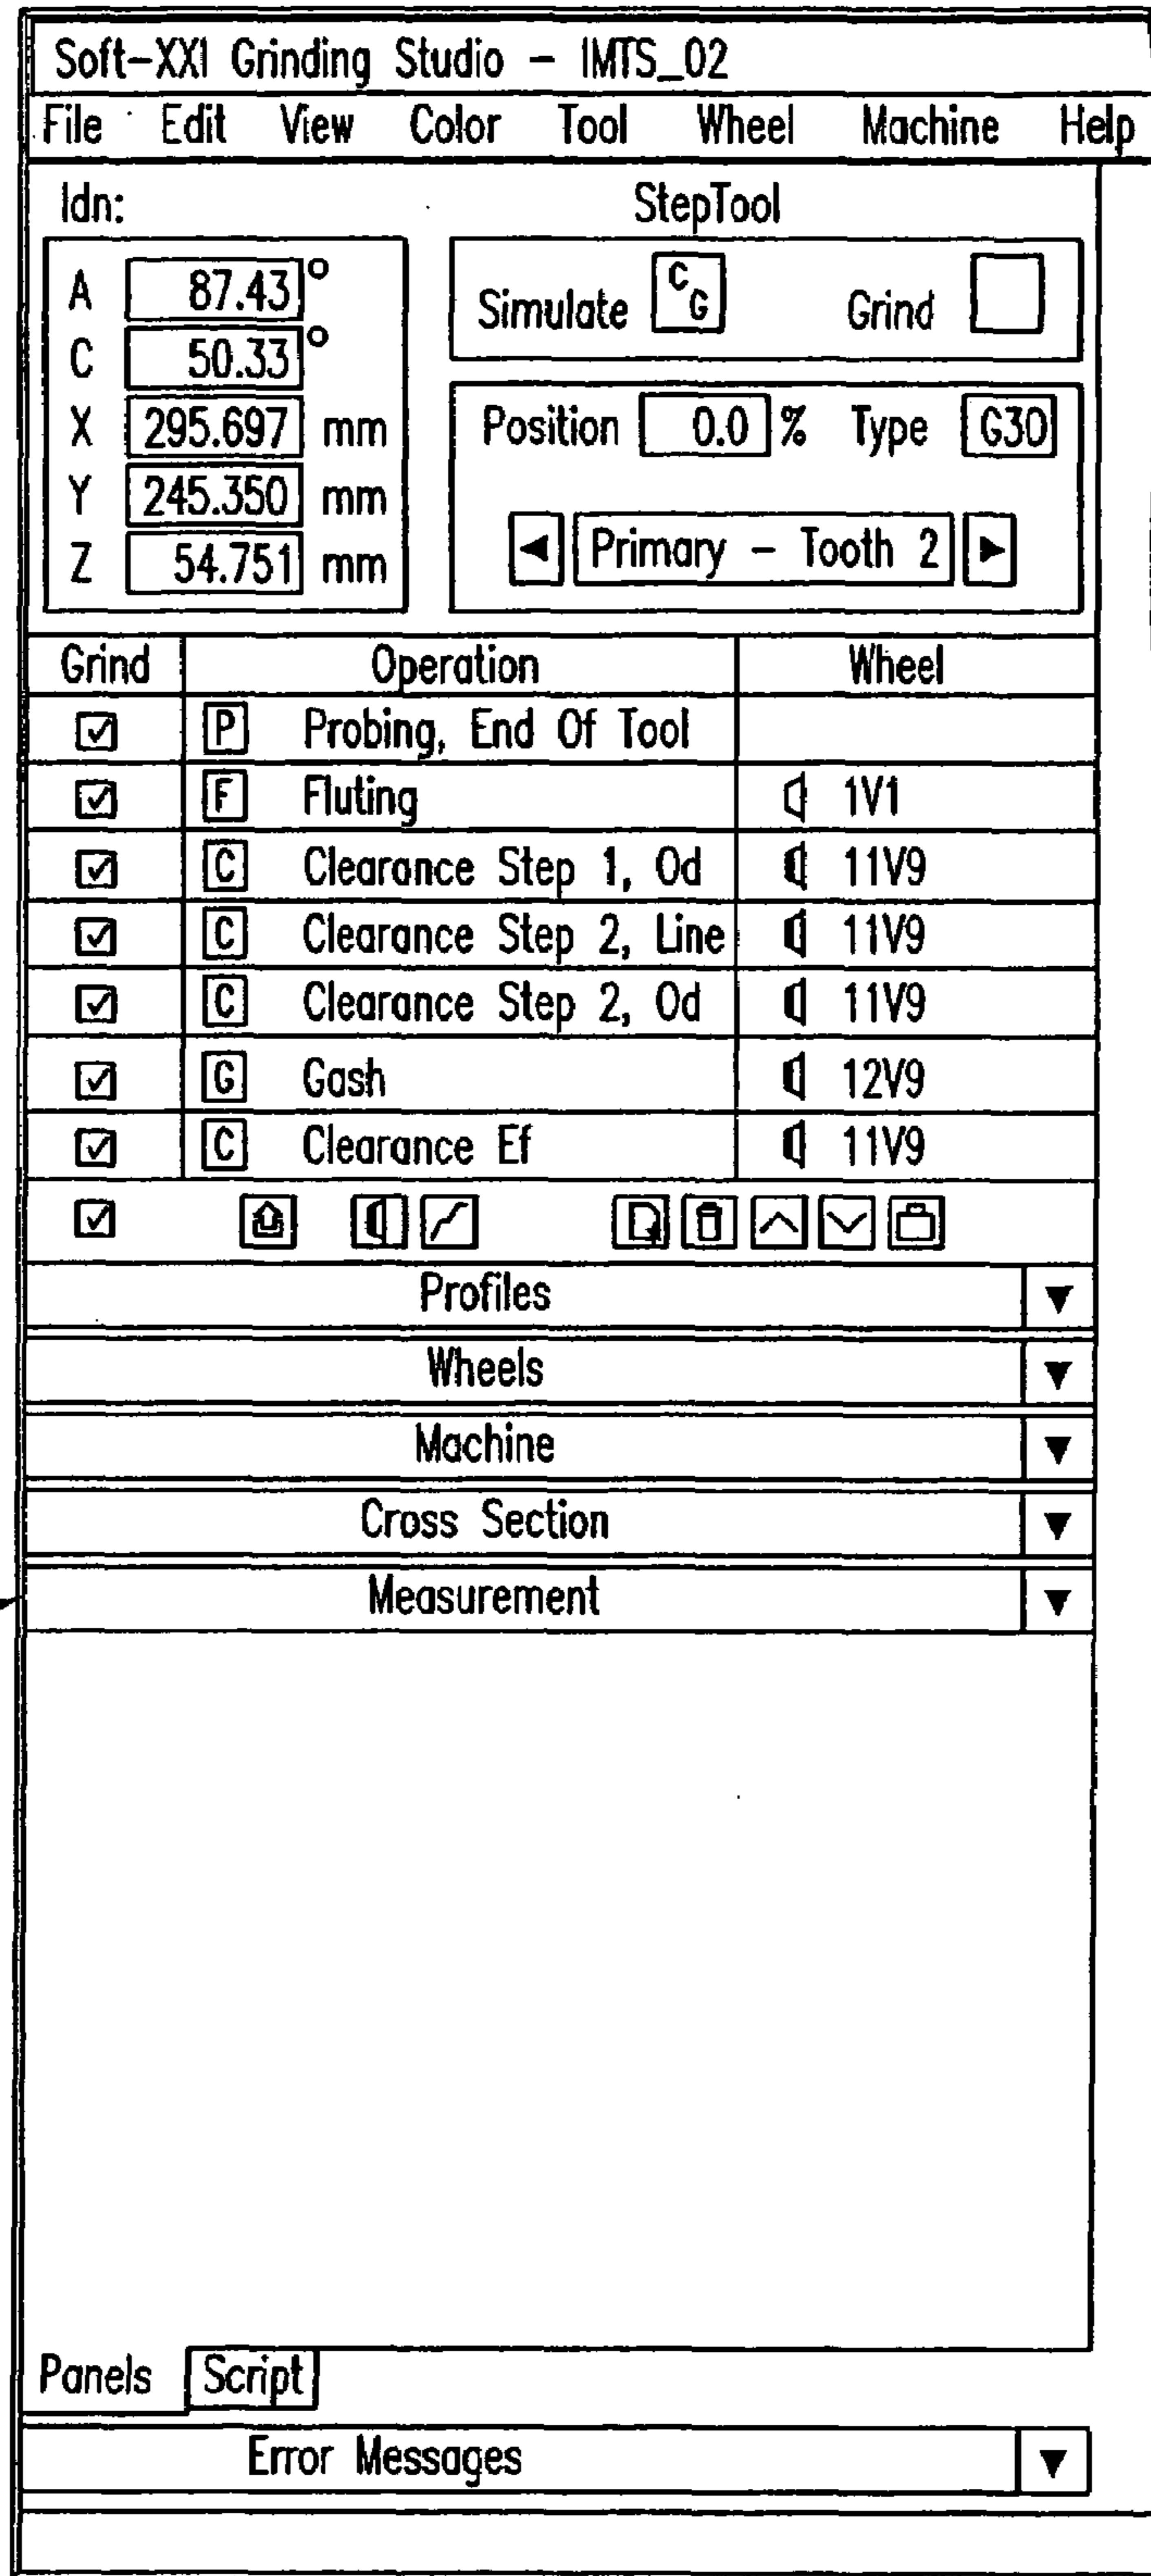 Soft-XXI Grinding Studio - IMTS_02
File Edit View Color Tool Wheel Machine Help
Idn: StepTool
A 87.43°
C 50.33°
X 295.697 mm
Y 245.350 mm
Z 54.751 mm
Simulate CG Grind
Position 0.0 % Type G30
Primary - Tooth 2
Grind Operation Wheel
P Probing, End Of Tool
F Fluting 1V1
C Clearance Step 1, Od 11V9
C Clearance Step 2, Line 11V9
C Clearance Step 2, Od 11V9
G Gash 12V9
C Clearance Ef 11V9
Profiles
Wheels
Machine
Cross Section
Measurement
Panels Script
Error Messages